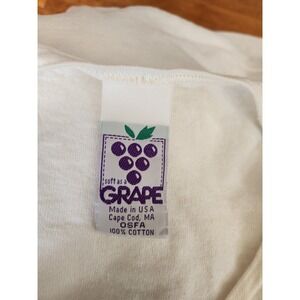 soft as a
GRAPE
Made in USA
Cape Cod, MA
OSFA
100% COTTON